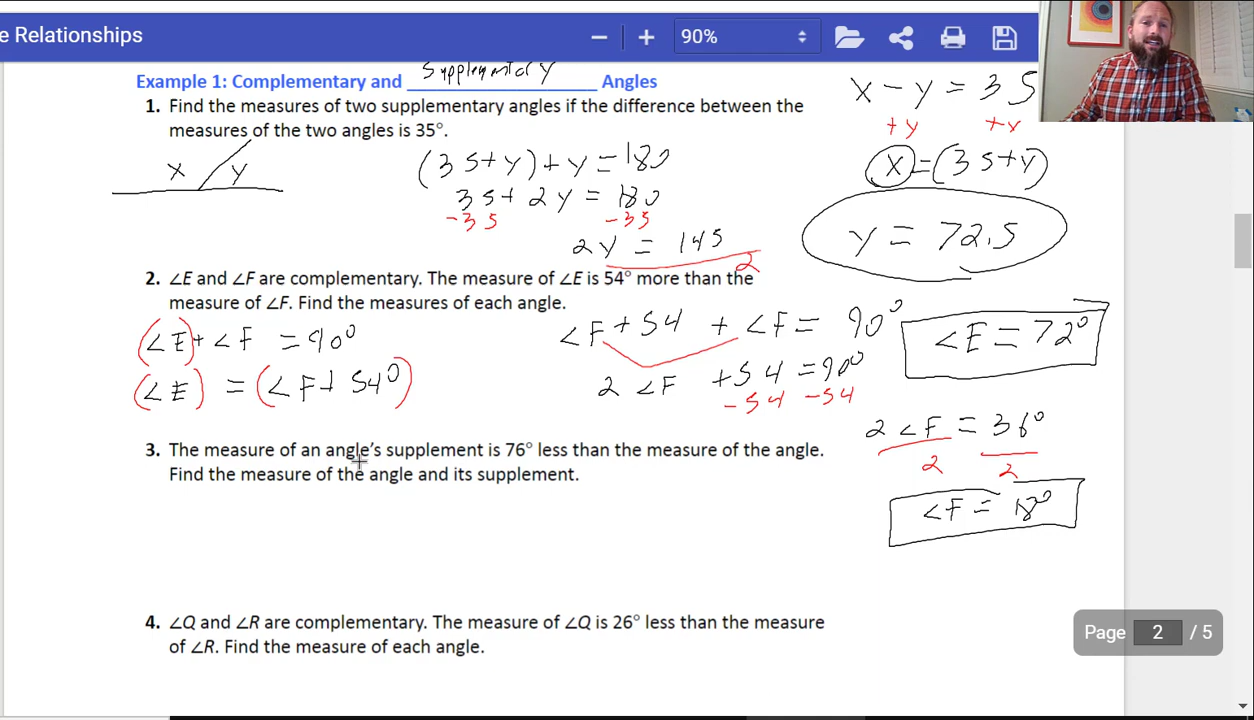 e Relationships
90%
Example 1: Complementary and Supplementary Angles
1. Find the measures of two supplementary angles if the difference between the
measures of the two angles is 35°.
x y
(35+y)+y=180
35+2y=180
-35 -35
2y = 145
2
x-y=35
+y +y
x=(35+y)
y=72.5
2. ∠E and ∠F are complementary. The measure of ∠E is 54° more than the
measure of ∠F. Find the measures of each angle.
(∠E)+∠F=90°
(∠E)=(∠F+54°)
∠F+54 + ∠F= 90°
2∠F +54=90°
-54 -54
∠E=72°
2∠F=36°
2 2
∠F=18°
3. The measure of an angle's supplement is 76° less than the measure of the angle.
Find the measure of the angle and its supplement.
4. ∠Q and ∠R are complementary. The measure of ∠Q is 26° less than the measure
of ∠R. Find the measure of each angle.
Page 2 / 5